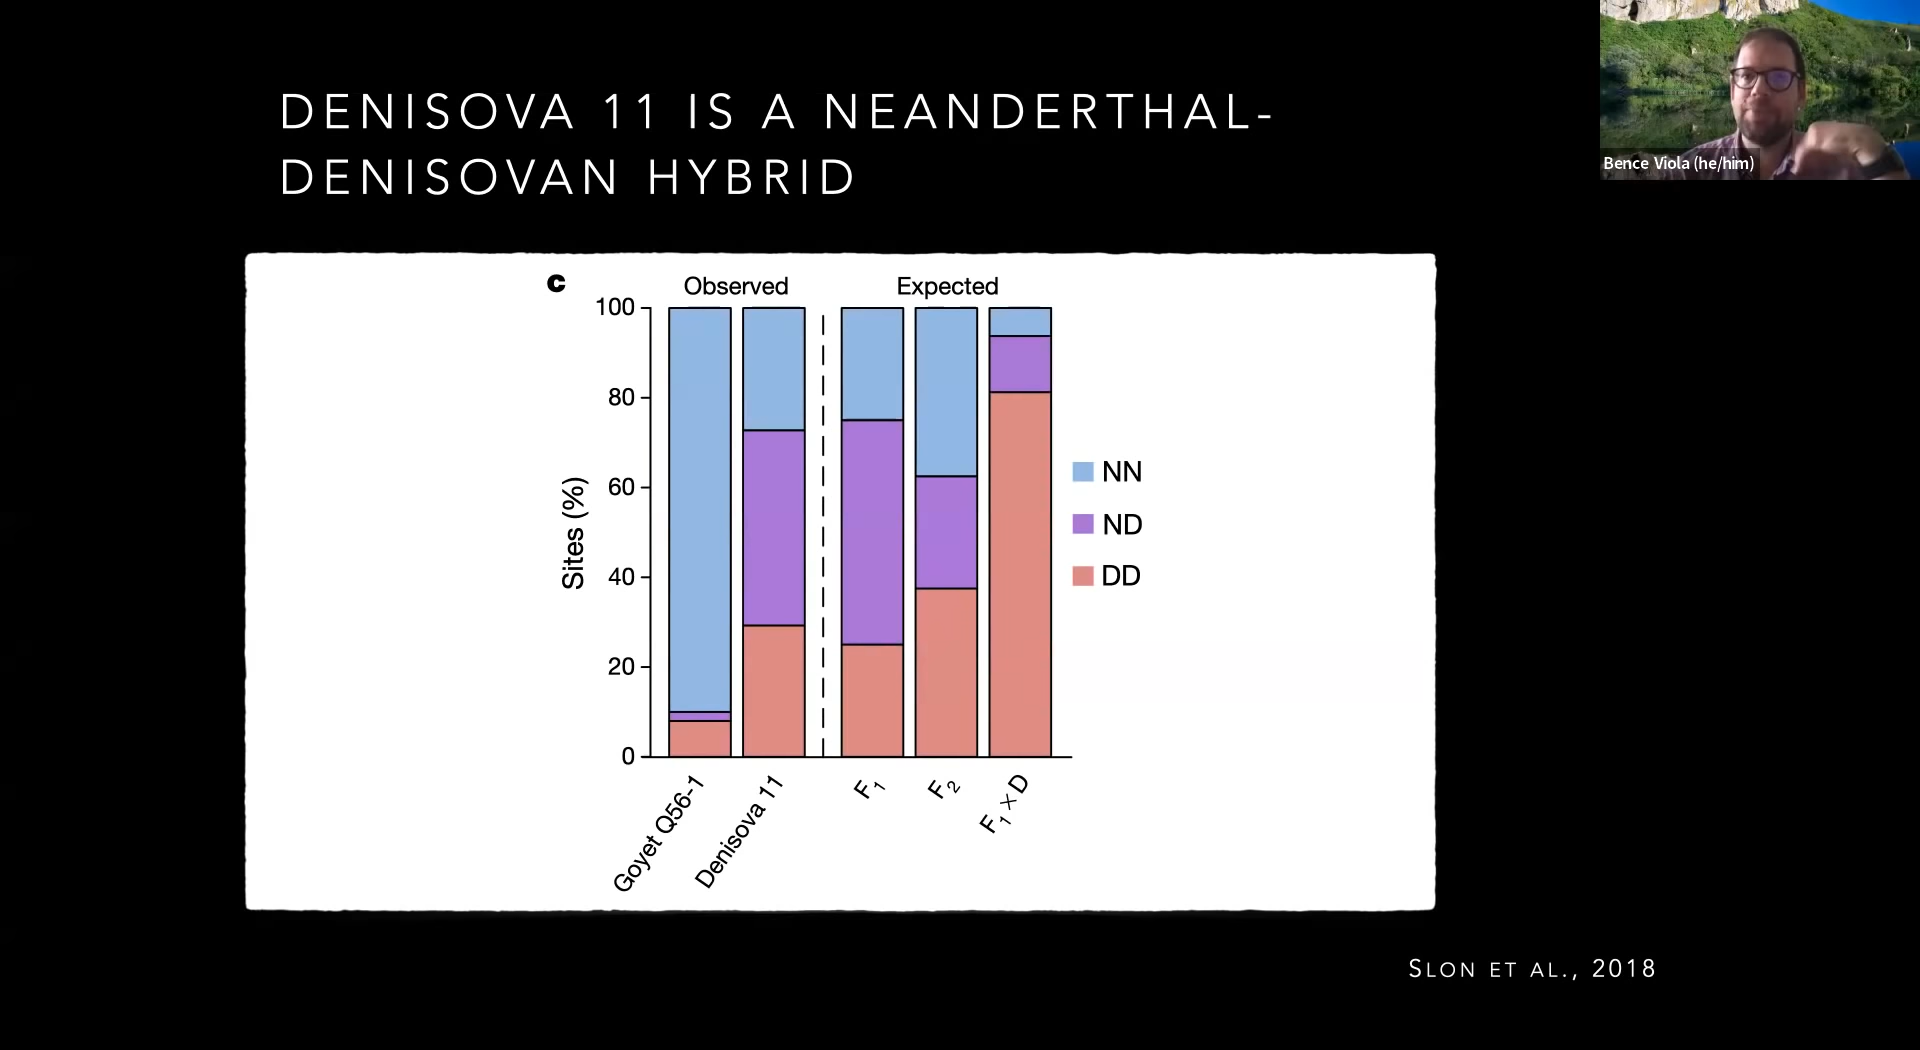 DENISOVA 11 IS A NEANDERTHAL-
DENISOVAN HYBRID
Bence Viola (he/him)
c
Observed
Expected
100
80
60
40
20
0
Sites (%)
Goyet Q56-1
Denisova 11
F1
F2
F1 × D
NN
ND
DD
SLON ET AL., 2018